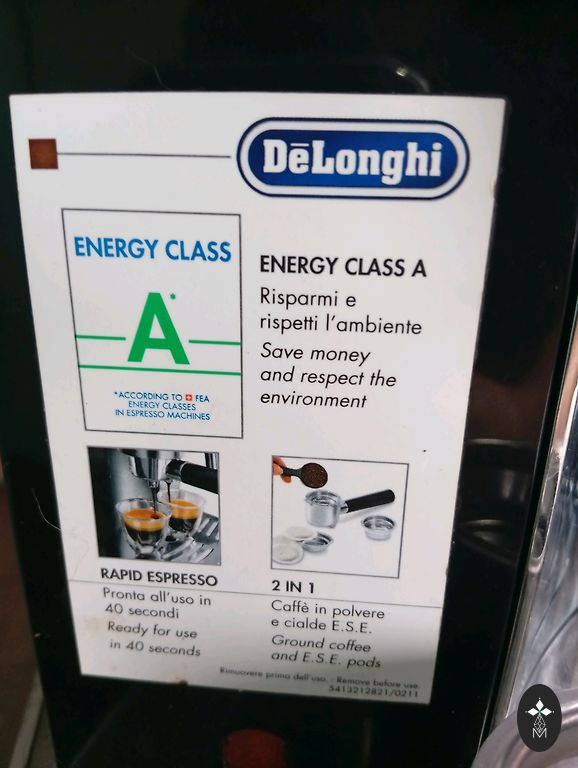 DēLonghi
ENERGY CLASS
A*
*ACCORDING TO FEA
ENERGY CLASSES
IN ESPRESSO MACHINES
ENERGY CLASS A
Risparmi e
rispetti l'ambiente
Save money
and respect the
environment
RAPID ESPRESSO
Pronta all'uso in
40 secondi
Ready for use
in 40 seconds
2 IN 1
Caffè in polvere
e cialde E.S.E.
Ground coffee
and E.S.E. pods
Rimuovere prima dell'uso. - Remove before use.
5413212821/0211
M